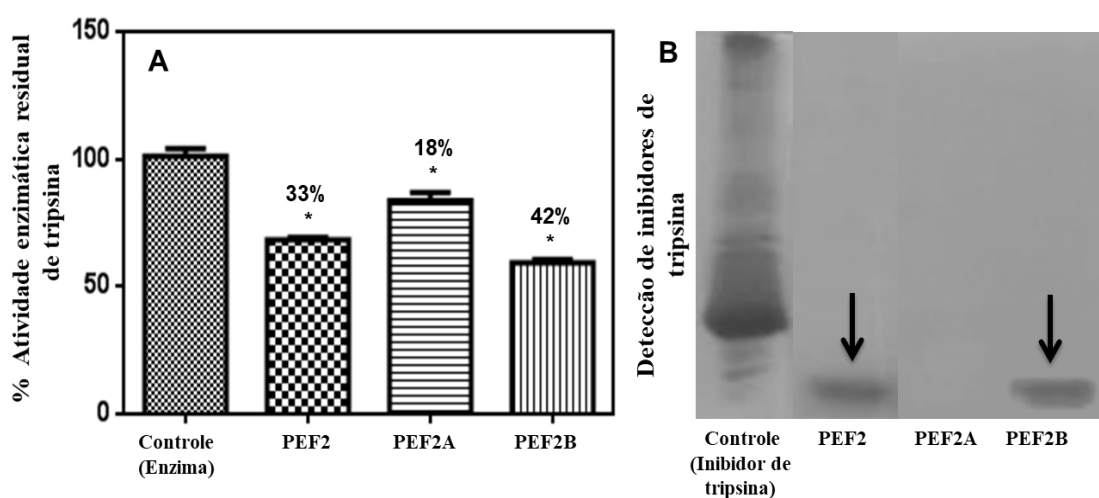 A
150
100
50
0
% Atividade enzimática residual
de tripsina
33%
*
18%
*
42%
*
Controle
(Enzima)
PEF2
PEF2A
PEF2B
B
Detecção de inibidores de
tripsina
Controle
(Inibidor de
tripsina)
PEF2
PEF2A
PEF2B